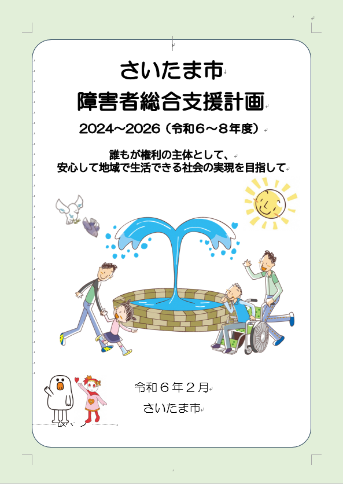 さいたま市
障害者総合支援計画
2024～2026（令和６～８年度）
誰もが権利の主体として、
安心して地域で生活できる社会の実現を目指して
令和６年２月
さいたま市